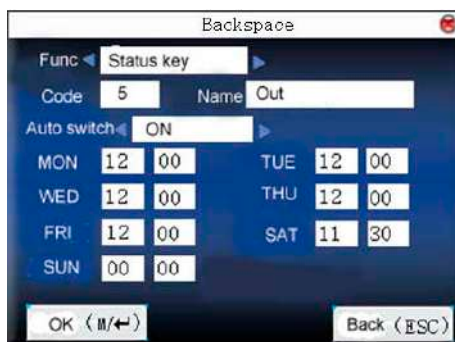 Backspace
Func Status key
Code 5 Name Out
Auto switch ON
MON 12 00 TUE 12 00
WED 12 00 THU 12 00
FRI 12 00 SAT 11 30
SUN 00 00
OK (M/↵) Back (ESC)